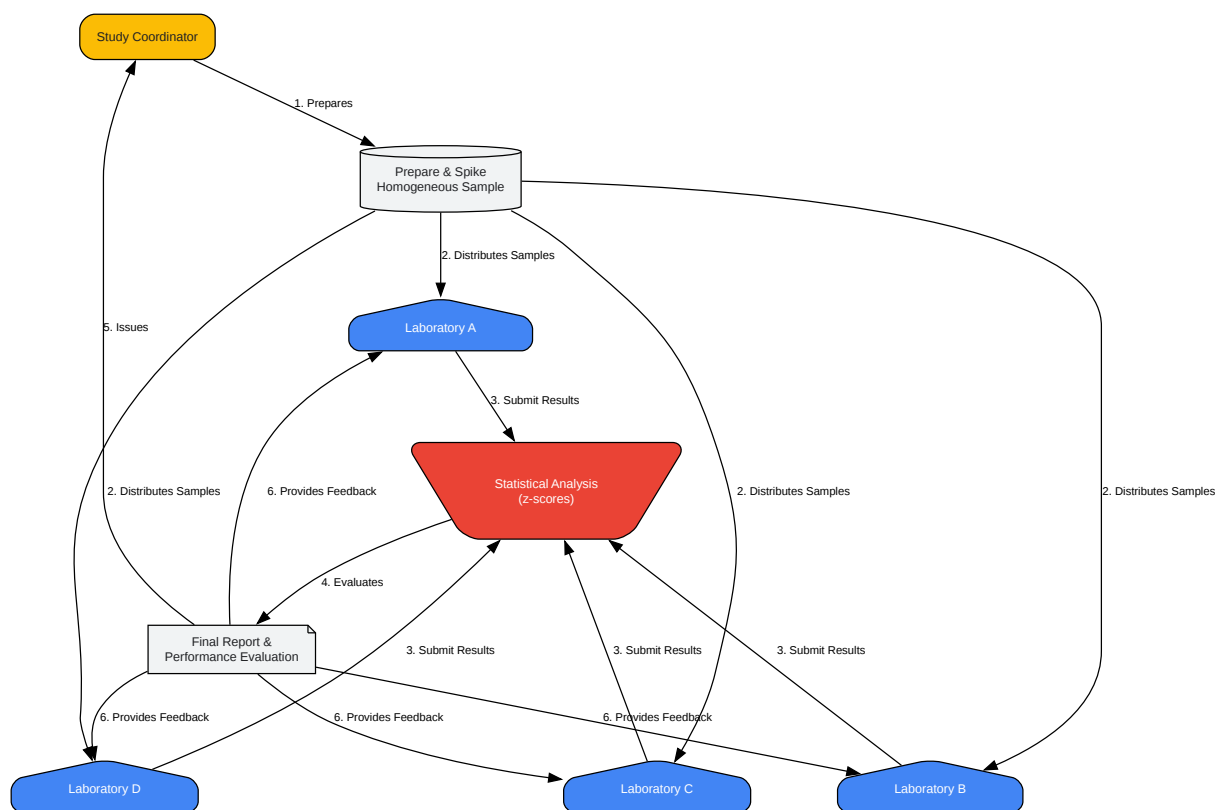 Study Coordinator
1. Prepares
Prepare & Spike
Homogeneous Sample
2. Distributes Samples
5. Issues
Laboratory A
3. Submit Results
Statistical Analysis
(z-scores)
2. Distributes Samples
6. Provides Feedback
2. Distributes Samples
2. Distributes Samples
4. Evaluates
Final Report &
Performance Evaluation
3. Submit Results
3. Submit Results
3. Submit Results
6. Provides Feedback
6. Provides Feedback
6. Provides Feedback
Laboratory D
Laboratory C
Laboratory B